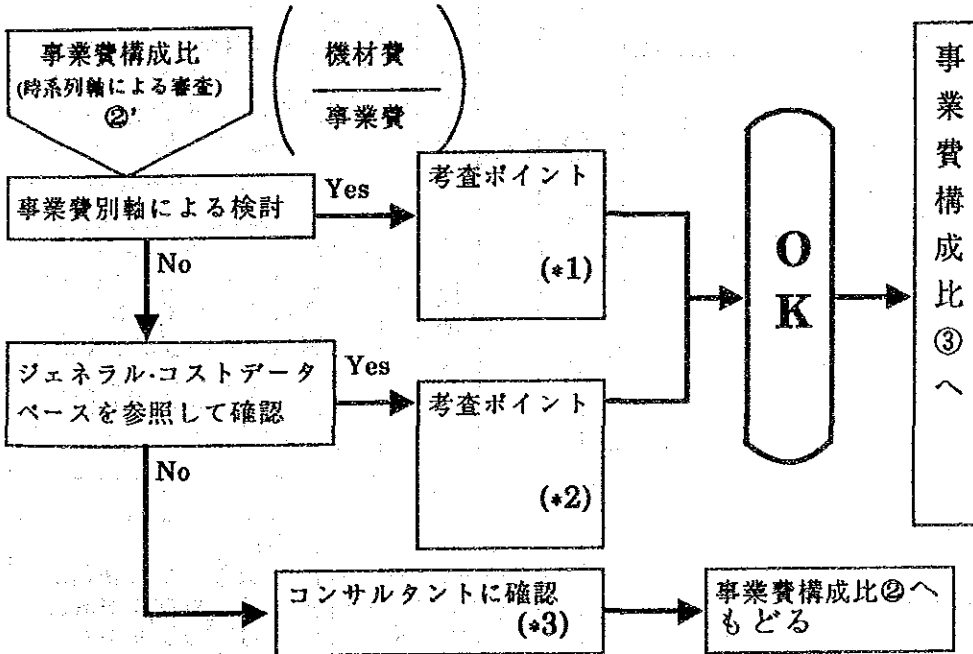 事業費構成比
(時系列軸による審査)
②'
機材費
事業費
事業費別軸による検討
Yes
考査ポイント
(*1)
No
ジェネラル・コストデータ
ベースを参照して確認
Yes
考査ポイント
(*2)
No
コンサルタントに確認
(*3)
事業費構成比②へ
もどる
OK
事業費構成比③へ